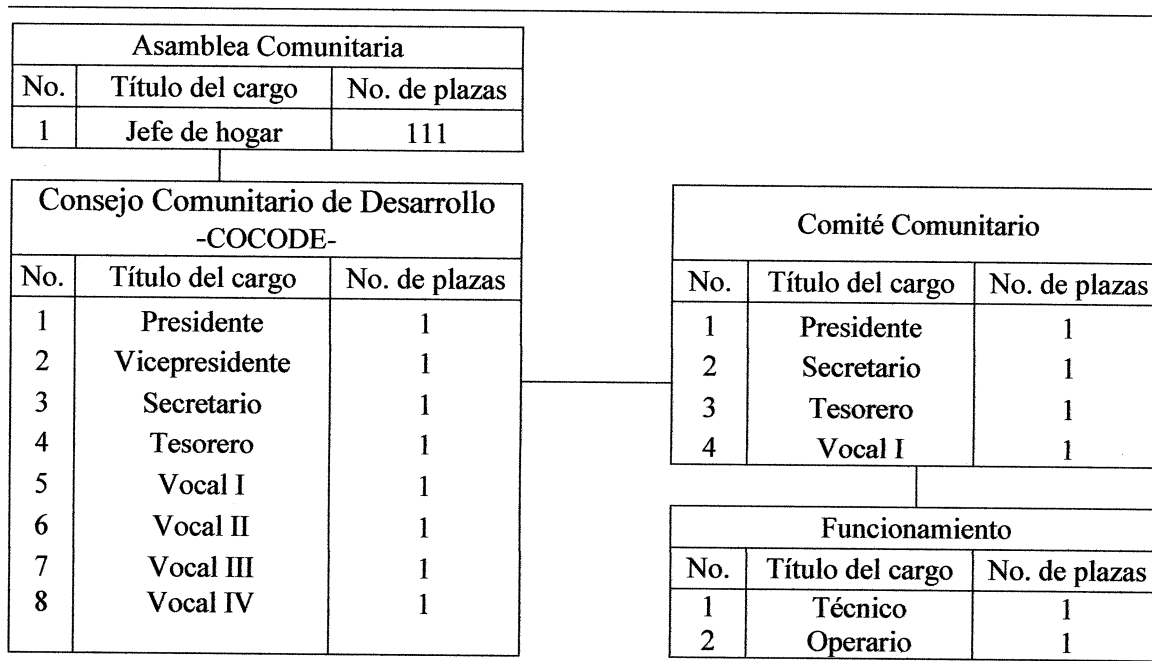 Asamblea Comunitaria
No. Título del cargo No. de plazas
1 Jefe de hogar 111
Consejo Comunitario de Desarrollo
-COCODE-
No. Título del cargo No. de plazas
1 Presidente 1
2 Vicepresidente 1
3 Secretario 1
4 Tesorero 1
5 Vocal I 1
6 Vocal II 1
7 Vocal III 1
8 Vocal IV 1
Comité Comunitario
No. Título del cargo No. de plazas
1 Presidente 1
2 Secretario 1
3 Tesorero 1
4 Vocal I 1
Funcionamiento
No. Título del cargo No. de plazas
1 Técnico 1
2 Operario 1